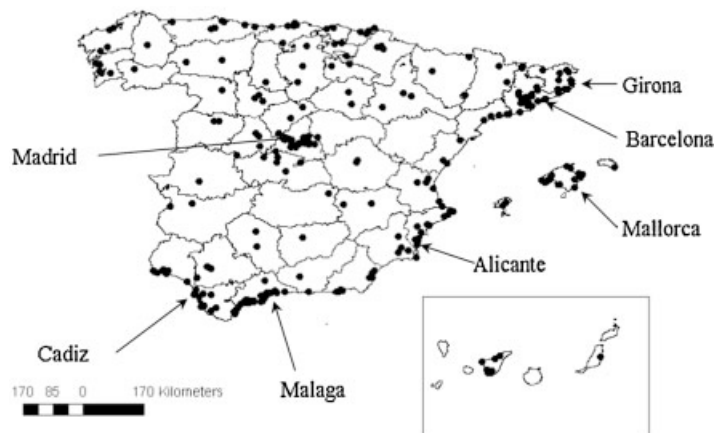 Girona
Barcelona
Madrid
Mallorca
Alicante
Cadiz
Malaga
170 85 0 170 Kilometers